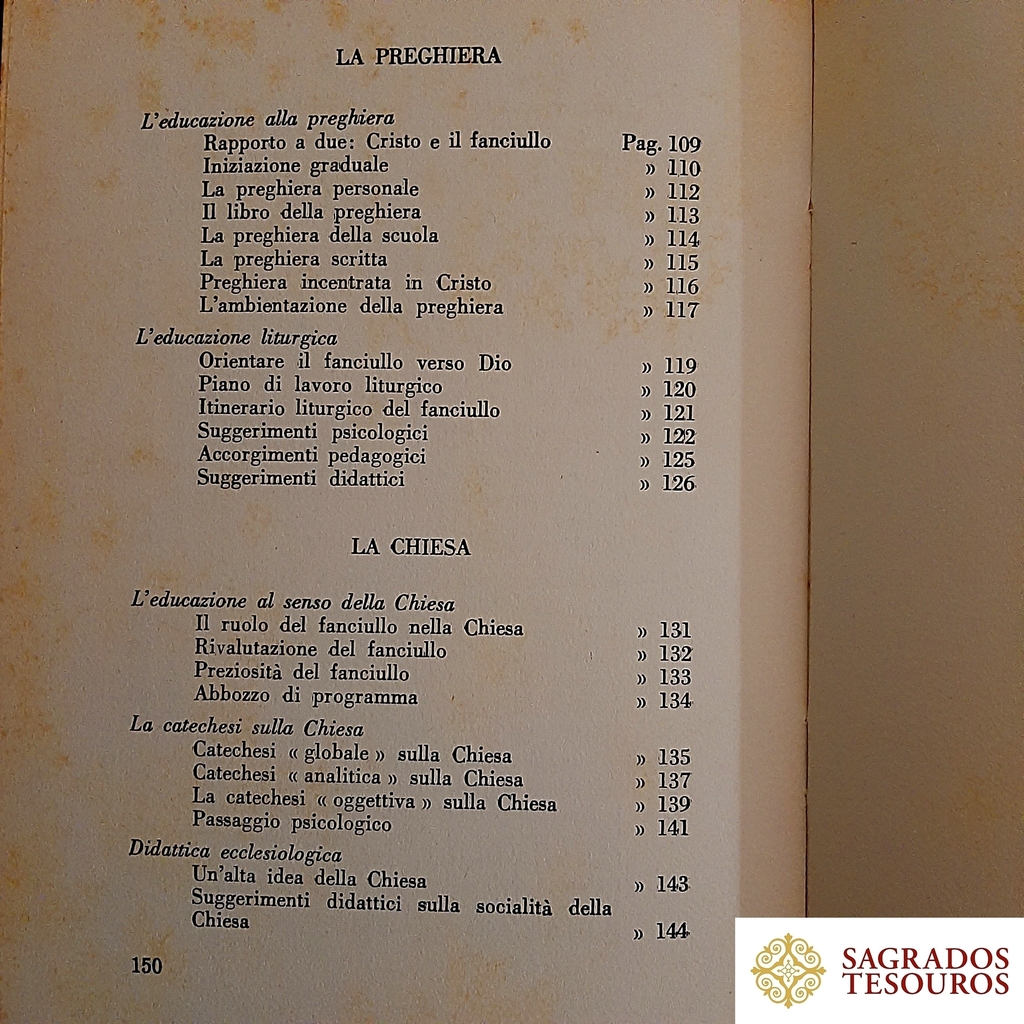 LA PREGHIERA
L'educazione alla preghiera
Rapporto a due: Cristo e il fanciullo Pag. 109
Iniziazione graduale » 110
La preghiera personale » 112
Il libro della preghiera » 113
La preghiera della scuola » 114
La preghiera scritta » 115
Preghiera incentrata in Cristo » 116
L'ambientazione della preghiera » 117
L'educazione liturgica
Orientare il fanciullo verso Dio » 119
Piano di lavoro liturgico » 120
Itinerario liturgico del fanciullo » 121
Suggerimenti psicologici » 122
Accorgimenti pedagogici » 125
Suggerimenti didattici » 126
LA CHIESA
L'educazione al senso della Chiesa
Il ruolo del fanciullo nella Chiesa » 131
Rivalutazione del fanciullo » 132
Preziosità del fanciullo » 133
Abbozzo di programma » 134
La catechesi sulla Chiesa
Catechesi « globale » sulla Chiesa » 135
Catechesi « analitica » sulla Chiesa » 137
La catechesi « oggettiva » sulla Chiesa » 139
Passaggio psicologico » 141
Didattica ecclesiologica
Un'alta idea della Chiesa » 143
Suggerimenti didattici sulla socialità della
Chiesa » 144
150
SAGRADOS
TESOUROS